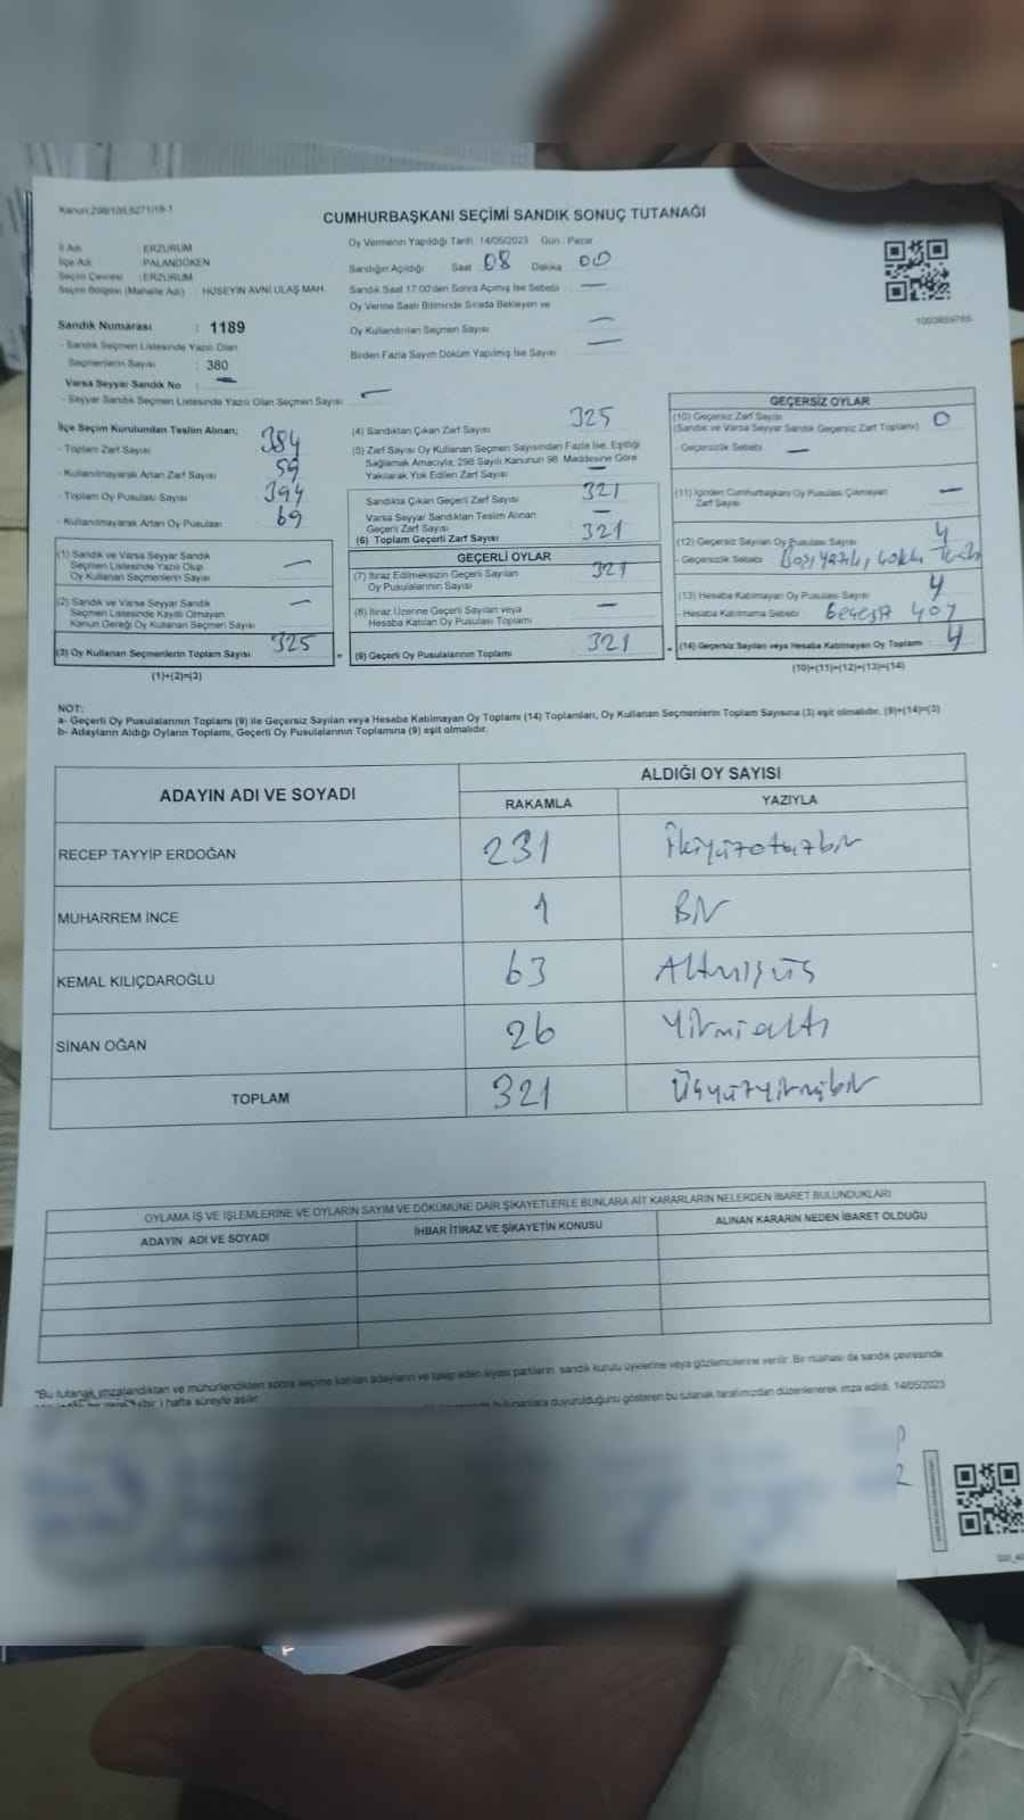 CUMHURBAŞKANI SEÇİMİ SANDIK SONUÇ TUTANAĞI
İl Adı : ERZURUM
İlçe Adı : PALANDÖKEN
Seçim Çevresi : ERZURUM
Seçim Bölgesi (Mahalle Adı) : HÜSEYİN AVNİ ULAŞ MAH.
Oy Vermenin Yapıldığı Tarih : 14/05/2023 Gün : Pazar
Sandığın Açıldığı Saat 08 Dakika 00
Sandık Saat 17:00'den Sonra Açılmış İse Sebebi —
Oy Verme Saati Bitiminde Sırada Bekleyen ve
Oy Kullandırılan Seçmen Sayısı —
Birden Fazla Sayım Döküm Yapılmış İse Sayısı —
Sandık Numarası : 1189
- Sandık Seçmen Listesinde Yazılı Olan
Seçmenlerin Sayısı : 380
Varsa Seyyar Sandık No : —
- Seyyar Sandık Seçmen Listesinde Yazılı Olan Seçmen Sayısı : —
İlçe Seçim Kurulundan Teslim Alınan;
- Toplam Zarf Sayısı 384
- Kullanılmayarak Artan Zarf Sayısı 59
- Toplam Oy Pusulası Sayısı 394
- Kullanılmayarak Artan Oy Pusulası 69
(1) Sandık ve Varsa Seyyar Sandık
Seçmen Listesinde Yazılı Olup
Oy Kullanan Seçmenlerin Sayısı —
(2) Sandık ve Varsa Seyyar Sandık
Seçmen Listesinde Kayıtlı Olmayan
Kanun Gereği Oy Kullanan Seçmen Sayısı —
(3) Oy Kullanan Seçmenlerin Toplam Sayısı 325
(1)+(2)=(3)
(4) Sandıktan Çıkan Zarf Sayısı 325
(5) Zarf Sayısı Oy Kullanan Seçmen Sayısından Fazla İse, Eşitliği
Sağlamak Amacıyla, 298 Sayılı Kanunun 98. Maddesine Göre
Yakılarak Yok Edilen Zarf Sayısı —
Sandıkta Çıkan Geçerli Zarf Sayısı 321
Varsa Seyyar Sandıktan Teslim Alınan
Geçerli Zarf Sayısı —
(6) Toplam Geçerli Zarf Sayısı 321
GEÇERLİ OYLAR
(7) İtiraz Edilmeksizin Geçerli Sayılan
Oy Pusulalarının Sayısı 321
(8) İtiraz Üzerine Geçerli Sayılan veya
Hesaba Katılan Oy Pusulası Toplamı —
(9) Geçerli Oy Pusulalarının Toplamı 321
GEÇERSİZ OYLAR
(10) Geçersiz Zarf Sayısı
(Sandık ve Varsa Seyyar Sandık Geçersiz Zarf Toplamı) 0
- Geçersizlik Sebebi —
(11) İçinden Cumhurbaşkanı Oy Pusulası Çıkmayan
Zarf Sayısı —
(12) Geçersiz Sayılan Oy Pusulası Sayısı 4
- Geçersizlik Sebebi
(13) Hesaba Katılmayan Oy Pusulası Sayısı 4
- Hesaba Katılmama Sebebi
(14) Geçersiz Sayılan veya Hesaba Katılmayan Oy Toplamı 4
(10)+(11)+(12)+(13)=(14)
NOT:
a- Geçerli Oy Pusulalarının Toplamı (9) ile Geçersiz Sayılan veya Hesaba Katılmayan Oy Toplamı (14) Toplamları, Oy Kullanan Seçmenlerin Toplam Sayısına (3) eşit olmalıdır. (9)+(14)=(3)
b- Adayların Aldığı Oyların Toplamı, Geçerli Oy Pusulalarının Toplamına (9) eşit olmalıdır.
ADAYIN ADI VE SOYADI ALDIĞI OY SAYISI
RAKAMLA YAZIYLA
RECEP TAYYİP ERDOĞAN 231 İkiyüzotuzbir
MUHARREM İNCE 1 Bir
KEMAL KILIÇDAROĞLU 63 Altmışüç
SİNAN OĞAN 26 Yirmialtı
TOPLAM 321 Üçyüzyirmibir
OYLAMA İŞ VE İŞLEMLERİNE VE OYLARIN SAYIM VE DÖKÜMÜNE DAİR ŞİKAYETLERLE BUNLARA AİT KARARLARIN NELERDEN İBARET BULUNDUKLARI
ADAYIN ADI VE SOYADI İHBAR İTİRAZ VE ŞİKAYETİN KONUSU ALINAN KARARIN NEDEN İBARET OLDUĞU
"Bu tutanak imzalandıktan ve mühürlendikten sonra seçime katılan adayların ve talep eden siyasi partilerin, sandık kurulu üyelerine veya gözlemcilerine verilir. Bir nüshası da sandık çevresinde
1 hafta süreyle asılır. duyurulduğunu gösteren bu tutanak tarafımızdan düzenlenerek imza edildi. 14/05/2023